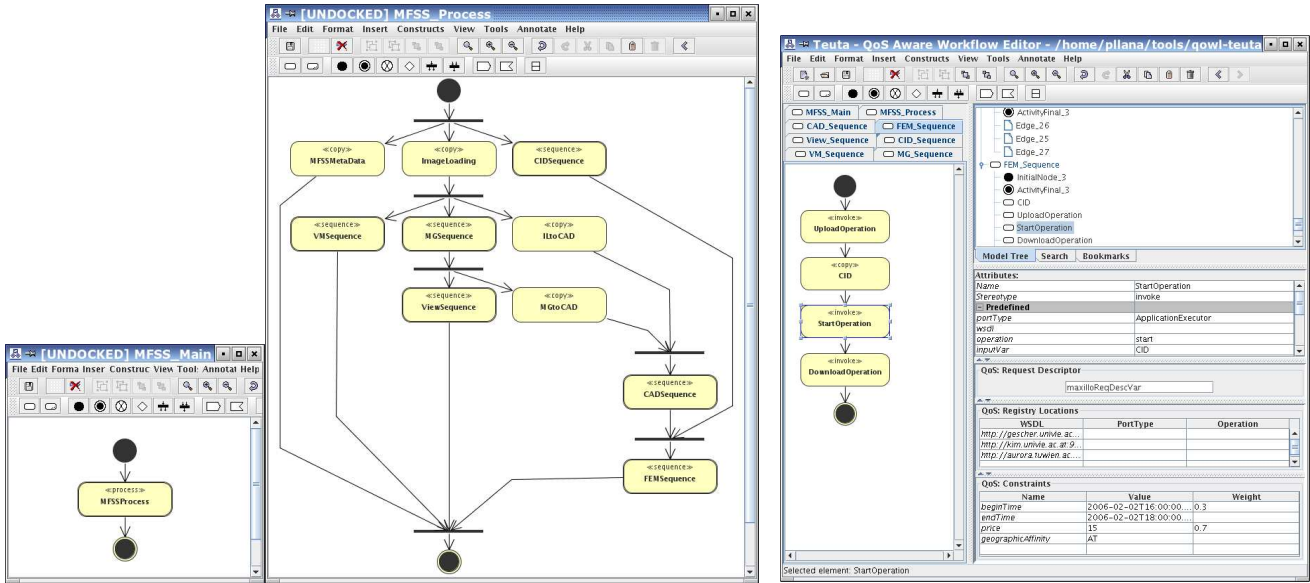 [UNDOCKED] MFSS_Main
File Edit Forma Inser Construc View Tool: Annotat Help
«process»
MFSSProcess
[UNDOCKED] MFSS_Process
File Edit Format Insert Constructs View Tools Annotate Help
«copy»
MFSSMetaData
«copy»
ImageLoading
«sequence»
CIDSequence
«sequence»
VMSequence
«sequence»
MGSequence
«copy»
ILtoCAD
«sequence»
ViewSequence
«copy»
MGtoCAD
«sequence»
CADSequence
«sequence»
FEMSequence
Teuta - QoS Aware Workflow Editor - /home/pllana/tools/qowl-teuta
File Edit Format Insert Constructs View Tools Annotate Help
MFSS_Main MFSS_Process
CAD_Sequence FEM_Sequence
View_Sequence CID_Sequence
VM_Sequence MG_Sequence
«invoke»
UploadOperation
«copy»
CID
«invoke»
StartOperation
«invoke»
DownloadOperation
ActivityFinal_3
Edge_26
Edge_25
Edge_27
FEM_Sequence
InitialNode_3
ActivityFinal_3
CID
UploadOperation
StartOperation
DownloadOperation
Model Tree Search Bookmarks
Attributes:
Name StartOperation
Stereotype invoke
Predefined
portType ApplicationExecutor
wsdl
operation start
inputVar CID
QoS: Request Descriptor
maxilloReqDescVar
QoS: Registry Locations
WSDL PortType Operation
http://gescher.univie.ac...
http://kim.univie.ac.at:9...
http://aurora.tuwien.ac....
QoS: Constraints
Name Value Weight
beginTime 2006-02-02T16:00:00.... 0.3
endTime 2006-02-02T18:00:00....
price 15 0.7
geographicAffinity AT
Selected element: StartOperation